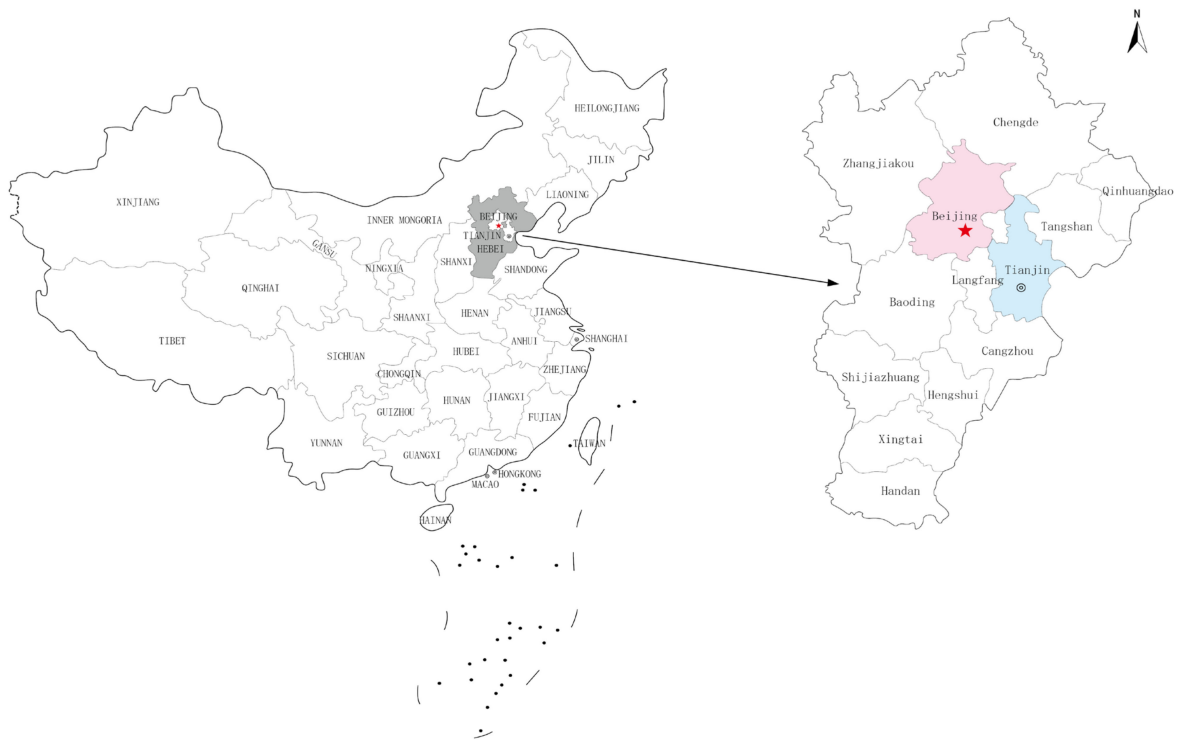 N
HEILONGJIANG
JILIN
LIAONING
XINJIANG
INNER MONGORIA
BEIJING
TIANJIN
HEBEI
GANSU
NINGXIA
SHANXI
SHANDONG
QINGHAI
SHAANXI
HENAN
JIANGSU
TIBET
SICHUAN
HUBEI
ANHUI
SHANGHAI
CHONGQIN
ZHEJIANG
GUIZHOU
HUNAN
JIANGXI
FUJIAN
YUNNAN
GUANGXI
GUANGDONG
TAIWAN
HONGKONG
MACAO
HAINAN
Chengde
Zhangjiakou
Qinhuangdao
Beijing
Tangshan
Tianjin
Langfang
Baoding
Cangzhou
Shijiazhuang
Hengshui
Xingtai
Handan